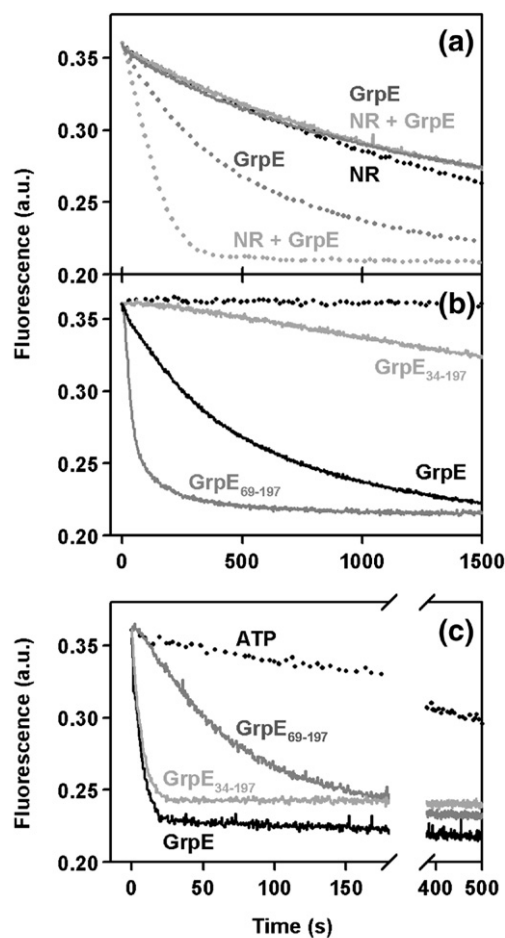 (a)
0.35
GrpE
NR + GrpE
0.30
GrpE
NR
0.25
NR + GrpE
0.20
Fluorescence (a.u.)
(b)
0.35
GrpE34-197
0.30
GrpE
0.25
GrpE69-197
0.20
0 500 1000 1500
(c)
ATP
0.35
GrpE69-197
0.30
GrpE34-197
0.25
GrpE
0.20
Fluorescence (a.u.)
0 50 100 150 400 500
Time (s)